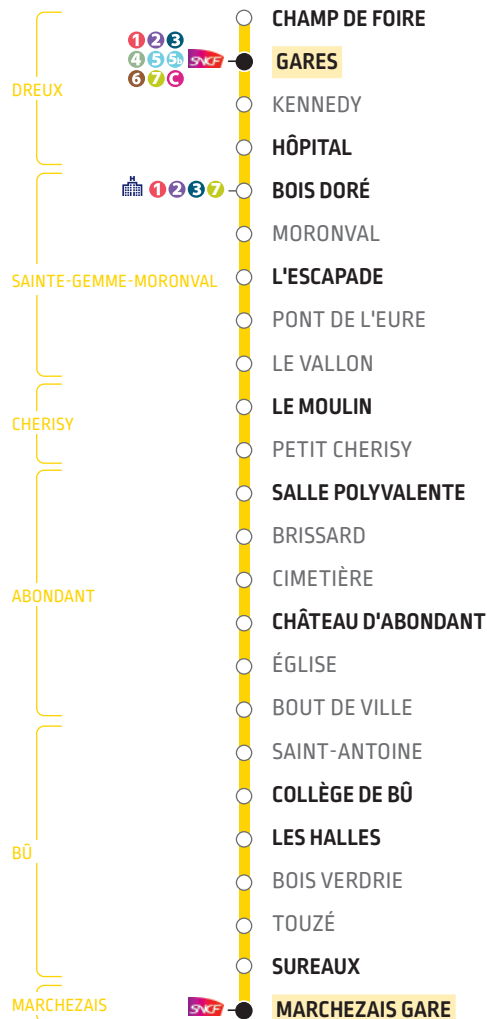 CHAMP DE FOIRE
1 2 3
4 5 5b SNCF GARES
6 7 C
DREUX
KENNEDY
HÔPITAL
H 1 2 3 7 BOIS DORÉ
MORONVAL
SAINTE-GEMME-MORONVAL
L'ESCAPADE
PONT DE L'EURE
LE VALLON
LE MOULIN
CHERISY
PETIT CHERISY
SALLE POLYVALENTE
BRISSARD
CIMETIÈRE
ABONDANT
CHÂTEAU D'ABONDANT
ÉGLISE
BOUT DE VILLE
SAINT-ANTOINE
COLLÈGE DE BÛ
LES HALLES
BÛ
BOIS VERDRIE
TOUZÉ
SUREAUX
MARCHEZAIS
SNCF MARCHEZAIS GARE